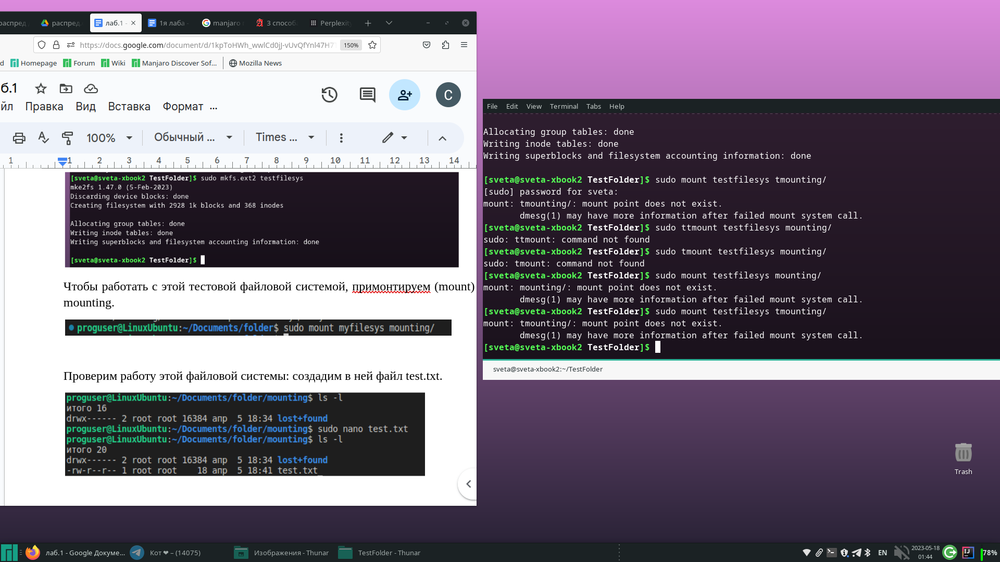 распред
распред.
лаб.1 -
1я лаба -
manjaro
3 способ
Perplexity
https://docs.google.com/document/d/1kpToHWh_wwlCd0jJ-vUvQfYnl47H7
150%
d
Homepage
Forum
Wiki
Manjaro Discover Sof...
Mozilla News
б.1
C
йл Правка Вид Вставка Формат ...
100% Обычный ... Times ...
1 1 2 3 4 5 6 7 8 9 10 11 12 13 14
[sveta@sveta-xbook2 TestFolder]$ sudo mkfs.ext2 testfilesys
mke2fs 1.47.0 (5-Feb-2023)
Discarding device blocks: done
Creating filesystem with 2928 1k blocks and 368 inodes
Allocating group tables: done
Writing inode tables: done
Writing superblocks and filesystem accounting information: done
[sveta@sveta-xbook2 TestFolder]$
Чтобы работать с этой тестовой файловой системой, примонтируем (mount)
mounting.
proguser@LinuxUbuntu:~/Documents/folder$ sudo mount myfilesys mounting/
Проверим работу этой файловой системы: создадим в ней файл test.txt.
proguser@LinuxUbuntu:~/Documents/folder/mounting$ ls -l
итого 16
drwx------ 2 root root 16384 апр  5 18:34 lost+found
proguser@LinuxUbuntu:~/Documents/folder/mounting$ sudo nano test.txt
proguser@LinuxUbuntu:~/Documents/folder/mounting$ ls -l
итого 20
drwx------ 2 root root 16384 апр  5 18:34 lost+found
-rw-r--r-- 1 root root    18 апр  5 18:41 test.txt
File Edit View Terminal Tabs Help
Allocating group tables: done
Writing inode tables: done
Writing superblocks and filesystem accounting information: done
[sveta@sveta-xbook2 TestFolder]$ sudo mount testfilesys tmounting/
[sudo] password for sveta:
mount: tmounting/: mount point does not exist.
       dmesg(1) may have more information after failed mount system call.
[sveta@sveta-xbook2 TestFolder]$ sudo ttmount testfilesys mounting/
sudo: ttmount: command not found
[sveta@sveta-xbook2 TestFolder]$ sudo tmount testfilesys mounting/
sudo: tmount: command not found
[sveta@sveta-xbook2 TestFolder]$ sudo mount testfilesys mounting/
mount: mounting/: mount point does not exist.
       dmesg(1) may have more information after failed mount system call.
[sveta@sveta-xbook2 TestFolder]$ sudo mount testfilesys tmounting/
mount: tmounting/: mount point does not exist.
       dmesg(1) may have more information after failed mount system call.
[sveta@sveta-xbook2 TestFolder]$
sveta@sveta-xbook2:~/TestFolder
Trash
лаб.1 - Google Докуме...
Кот ❤ – (14075)
Изображения - Thunar
TestFolder - Thunar
EN
2023-05-18
01:44
IJ
78%